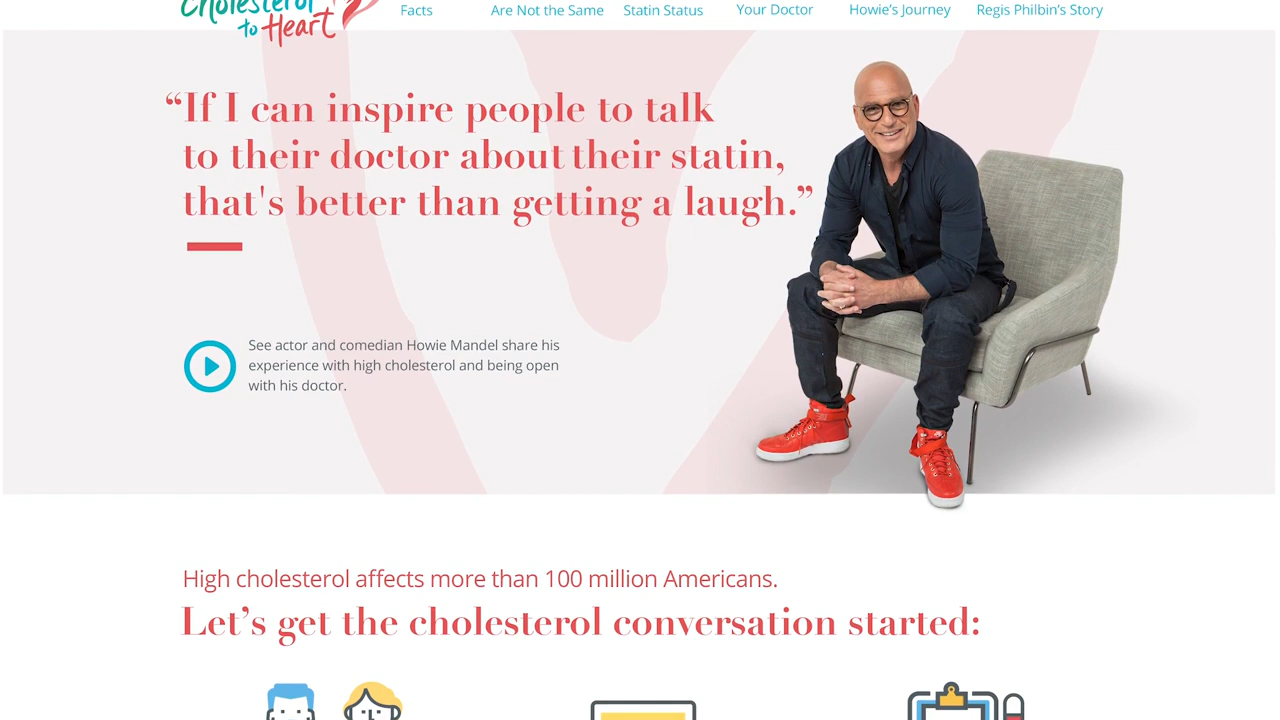 Cholesterol
to Heart
Facts
Are Not the Same
Statin Status
Your Doctor
Howie’s Journey
Regis Philbin’s Story
“If I can inspire people to talk
to their doctor about their statin,
that's better than getting a laugh.”
See actor and comedian Howie Mandel share his
experience with high cholesterol and being open
with his doctor.
High cholesterol affects more than 100 million Americans.
Let’s get the cholesterol conversation started: